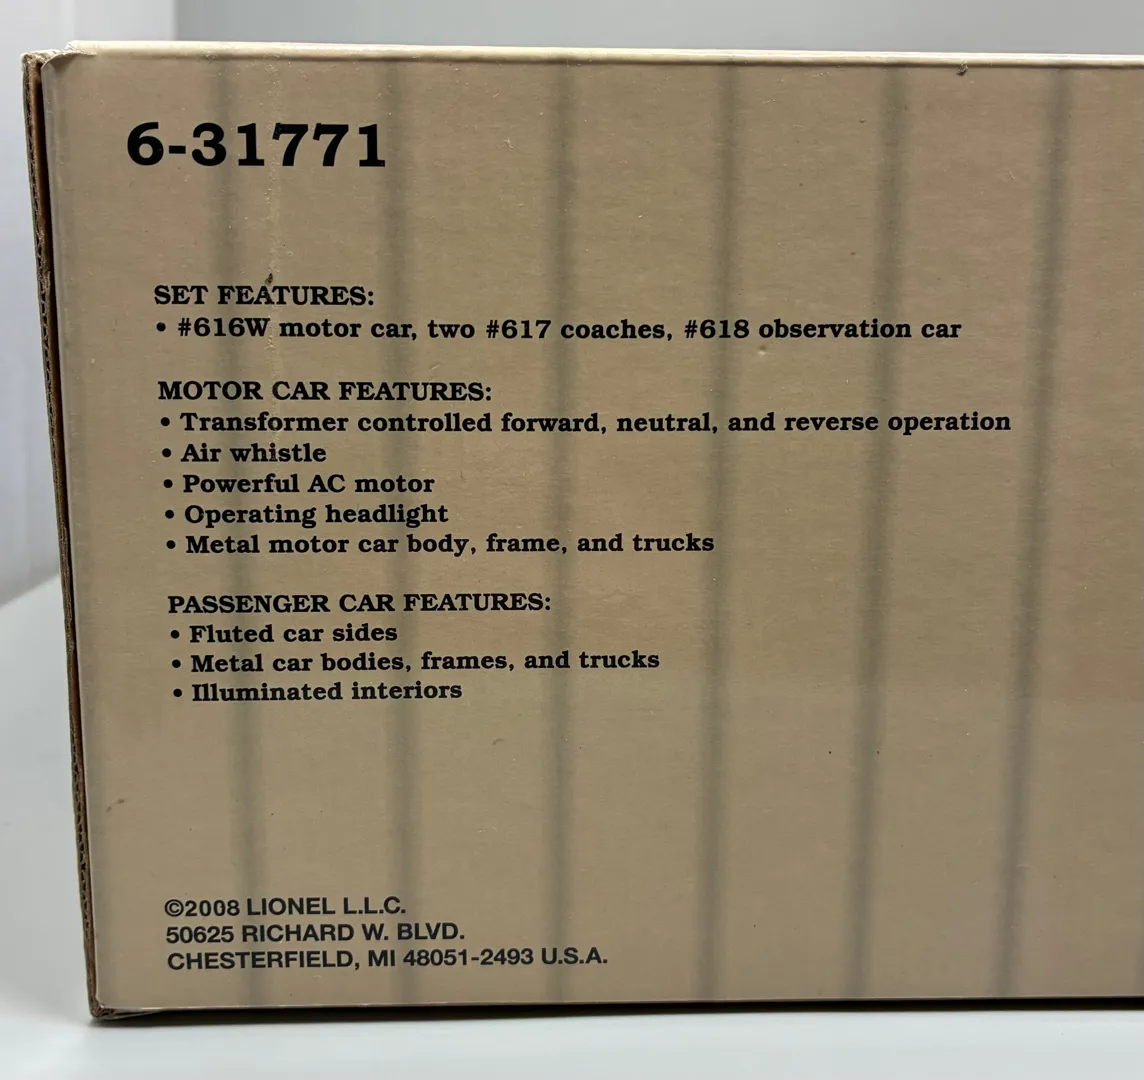 6-31771
SET FEATURES:
• #616W motor car, two #617 coaches, #618 observation car
MOTOR CAR FEATURES:
• Transformer controlled forward, neutral, and reverse operation
• Air whistle
• Powerful AC motor
• Operating headlight
• Metal motor car body, frame, and trucks
PASSENGER CAR FEATURES:
• Fluted car sides
• Metal car bodies, frames, and trucks
• Illuminated interiors
©2008 LIONEL L.L.C.
50625 RICHARD W. BLVD.
CHESTERFIELD, MI 48051-2493 U.S.A.